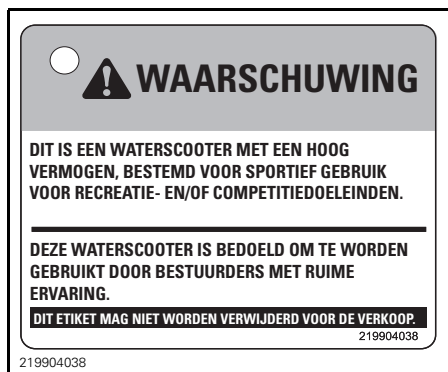 WAARSCHUWING
DIT IS EEN WATERSCOOTER MET EEN HOOG
VERMOGEN, BESTEMD VOOR SPORTIEF GEBRUIK
VOOR RECREATIE- EN/OF COMPETITIEDOELEINDEN.
DEZE WATERSCOOTER IS BEDOELD OM TE WORDEN
GEBRUIKT DOOR BESTUURDERS MET RUIME
ERVARING.
DIT ETIKET MAG NIET WORDEN VERWIJDERD VOOR DE VERKOOP.
219904038
219904038